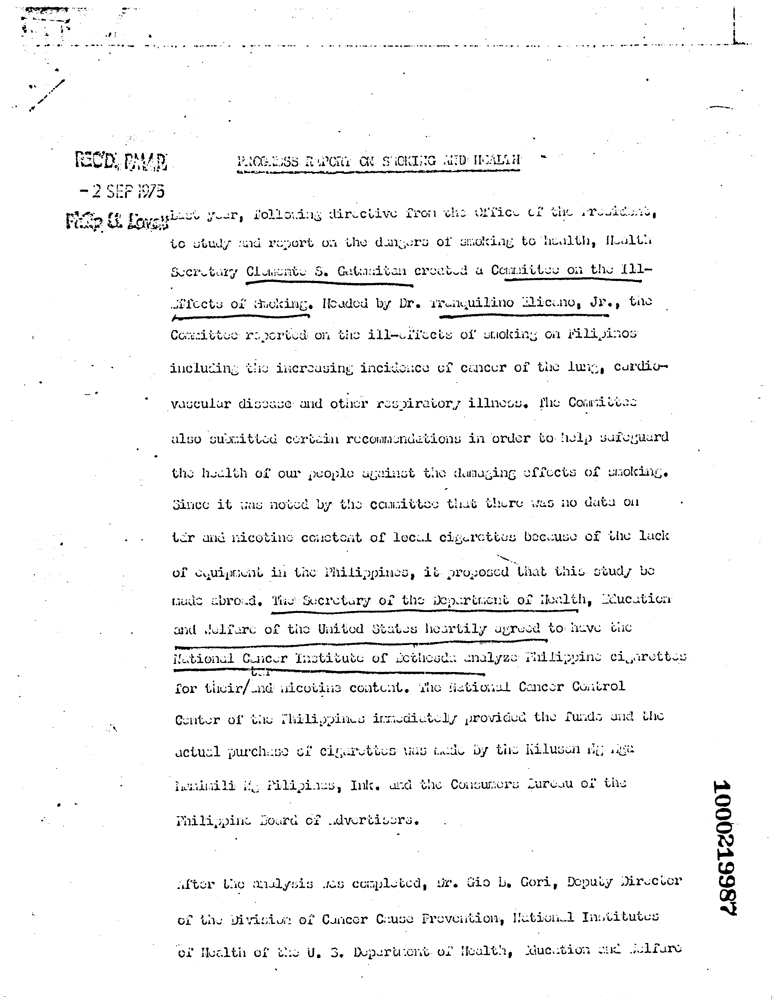 REC'D. PM/AD
PROGRESS REPORT ON SMOKING AND HEALTH
- 2 SEP 1975
Last year, following directive from the Office of the President,
to study and report on the dangers of smoking to health, Health
Secretary Clemente S. Gatmaitan created a Committee on the Ill-
Effects of Smoking. Headed by Dr. Tranquilino Elicano, Jr., the
Committee reported on the ill-effects of smoking on Filipinos
including the increasing incidence of cancer of the lung, cardio-
vascular disease and other respiratory illness. The Committee
also submitted certain recommendations in order to help safeguard
the health of our people against the damaging effects of smoking.
Since it was noted by the committee that there was no data on
tar and nicotine conctent of local cigarettes because of the lack
of equipment in the Philippines, it proposed that this study be
made abroad. The Secretary of the Department of Health, Education
and Welfare of the United States heartily agreed to have the
National Cancer Institute of Bethesda analyze Philippine cigarettes
tar
for their/and nicotine content. The National Cancer Control
Center of the Philippines immediately provided the funds and the
actual purchase of cigarettes was made by the Kilusan Ng Mga
Mamimili Ng Pilipinas, Ink. and the Consumers Bureau of the
Philippine Board of Advertisers.
After the analysis was completed, Dr. Gio B. Gori, Deputy Director
of the Division of Cancer Cause Prevention, National Institutes
of Health of the U. S. Department of Health, Education and Welfare
1000219987